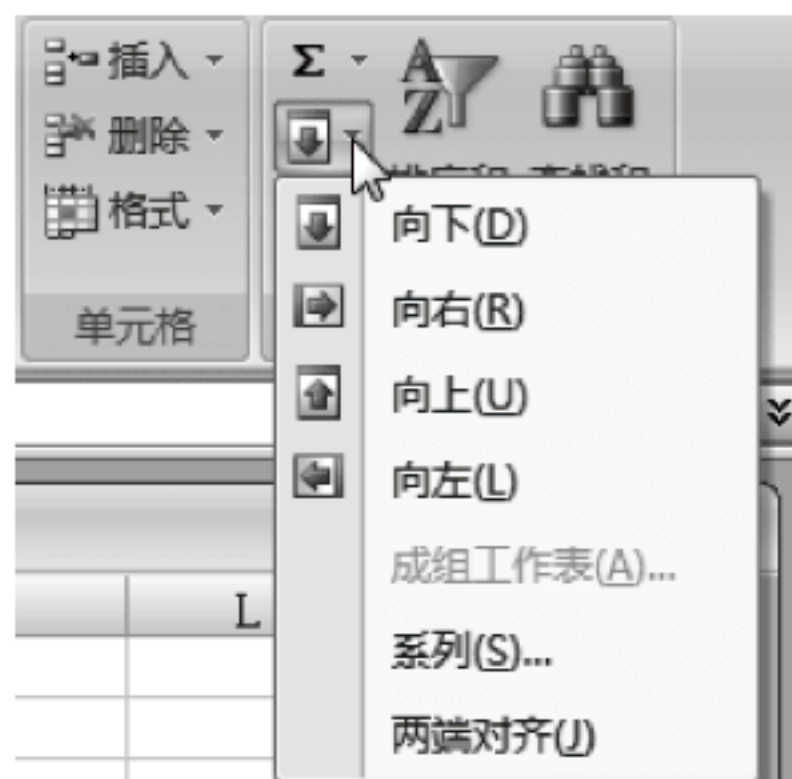 插入
删除
格式
单元格
Σ
A
Z
向下(D)
向右(R)
向上(U)
向左(L)
成组工作表(A)...
系列(S)...
两端对齐(J)
L